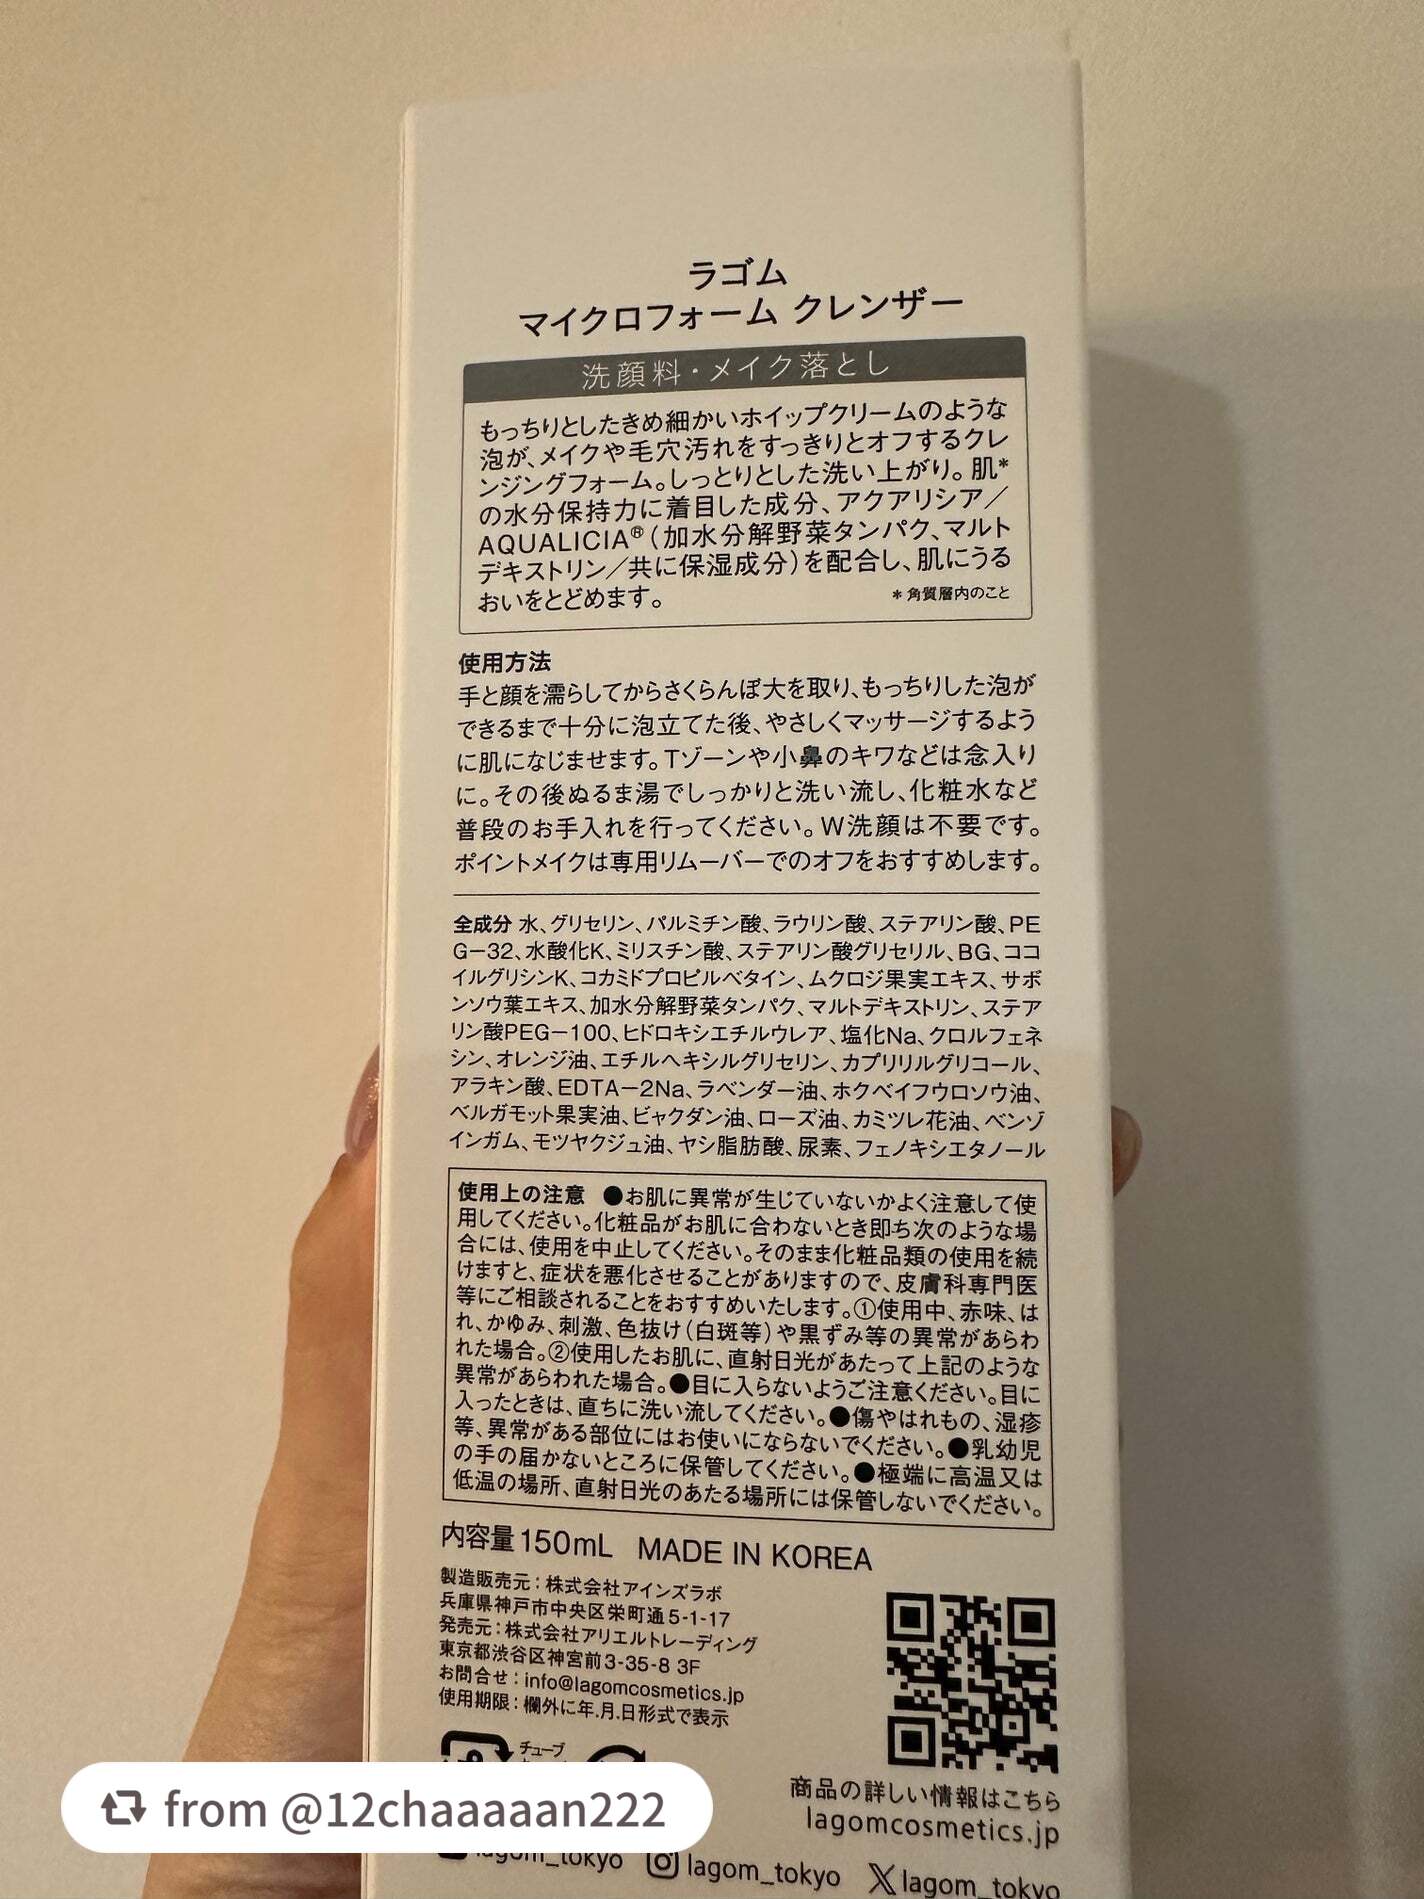 ラゴム
マイクロフォーム クレンザー
洗顔料・メイク落とし
もっちりとしたきめ細かいホイップクリームのような
泡が、メイクや毛穴汚れをすっきりとオフするクレ
ンジングフォーム。しっとりとした洗い上がり。肌*
の水分保持力に着目した成分、アクアリシア／
AQUALICIA®（加水分解野菜タンパク、マルト
デキストリン／共に保湿成分）を配合し、肌にうる
おいをとどめます。 *角質層内のこと
使用方法
手と顔を濡らしてからさくらんぼ大を取り、もっちりした泡が
できるまで十分に泡立てた後、やさしくマッサージするよう
に肌になじませます。Tゾーンや小鼻のキワなどは念入り
に。その後ぬるま湯でしっかりと洗い流し、化粧水など
普段のお手入れを行ってください。W洗顔は不要です。
ポイントメイクは専用リムーバーでのオフをおすすめします。
全成分 水、グリセリン、パルミチン酸、ラウリン酸、ステアリン酸、PE
G−32、水酸化K、ミリスチン酸、ステアリン酸グリセリル、BG、ココ
イルグリシンK、コカミドプロピルベタイン、ムクロジ果実エキス、サボ
ンソウ葉エキス、加水分解野菜タンパク、マルトデキストリン、ステア
リン酸PEG−100、ヒドロキシエチルウレア、塩化Na、クロルフェネ
シン、オレンジ油、エチルヘキシルグリセリン、カプリリルグリコール、
アラキン酸、EDTA−2Na、ラベンダー油、ホクベイフウロソウ油、
ベルガモット果実油、ビャクダン油、ローズ油、カミツレ花油、ベンゾ
インガム、モツヤクジュ油、ヤシ脂肪酸、尿素、フェノキシエタノール
使用上の注意 ●お肌に異常が生じていないかよく注意して使
用してください。化粧品がお肌に合わないとき即ち次のような場
合には、使用を中止してください。そのまま化粧品類の使用を続
けますと、症状を悪化させることがありますので、皮膚科専門医
等にご相談されることをおすすめいたします。①使用中、赤味、は
れ、かゆみ、刺激、色抜け（白斑等）や黒ずみ等の異常があらわ
れた場合。②使用したお肌に、直射日光があたって上記のような
異常があらわれた場合。●目に入らないようご注意ください。目に
入ったときは、直ちに洗い流してください。●傷やはれもの、湿疹
等、異常がある部位にはお使いにならないでください。●乳幼児
の手の届かないところに保管してください。●極端に高温又は
低温の場所、直射日光のあたる場所には保管しないでください。
内容量150mL MADE IN KOREA
製造販売元：株式会社アインズラボ
兵庫県神戸市中央区栄町通5-1-17
発売元：株式会社アリエルトレーディング
東京都渋谷区神宮前3-35-8 3F
お問合せ：info@lagomcosmetics.jp
使用期限：欄外に年.月.日形式で表示
チューブ
商品の詳しい情報はこちら
lagomcosmetics.jp
from @12chaaaaan222
lagom_tokyo lagom_tokyo lagom_tokyo